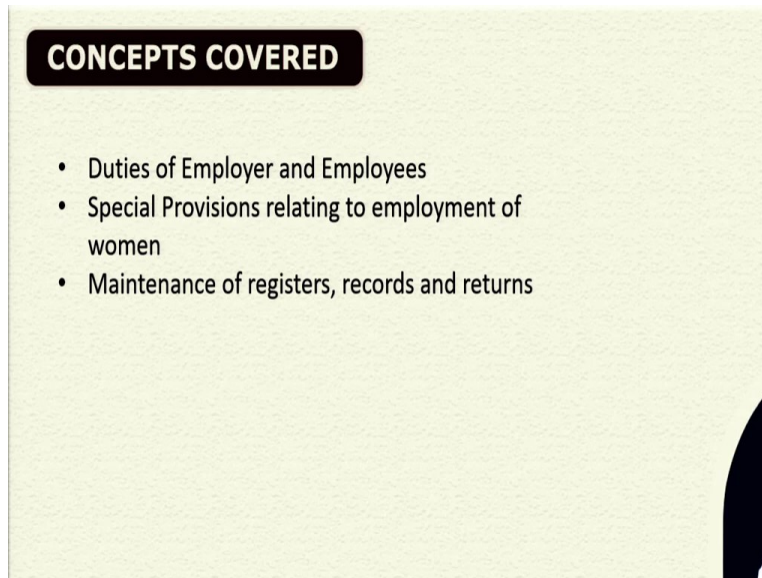 CONCEPTS COVERED
• Duties of Employer and Employees
• Special Provisions relating to employment of
women
• Maintenance of registers, records and returns